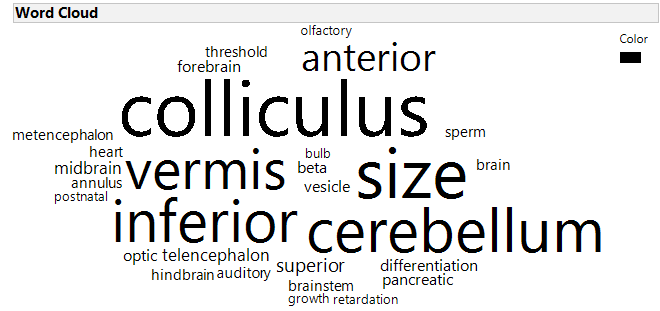 Word Cloud
olfactory
Color
threshold
anterior
forebrain
colliculus
metencephalon
sperm
heart
bulb
vermis
size
midbrain
beta
brain
annulus
vesicle
postnatal
inferior
cerebellum
optic telencephalon
superior
differentiation
hindbrain auditory
pancreatic
brainstem
growth retardation